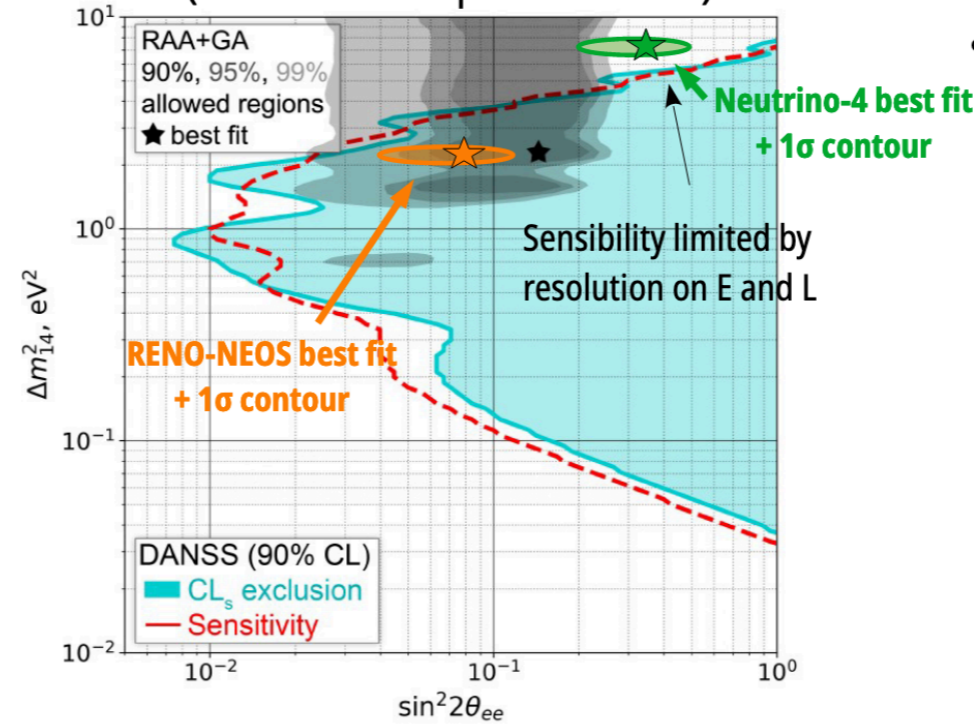 10¹
RAA+GA
90%, 95%, 99%
allowed regions
★ best fit
Neutrino-4 best fit
+ 1σ contour
10⁰
Sensibility limited by
resolution on E and L
Δm²₁₄, eV²
RENO-NEOS best fit
+ 1σ contour
10⁻¹
DANSS (90% CL)
CLₛ exclusion
Sensitivity
10⁻²
10⁻² 10⁻¹ 10⁰
sin²2θₑₑ